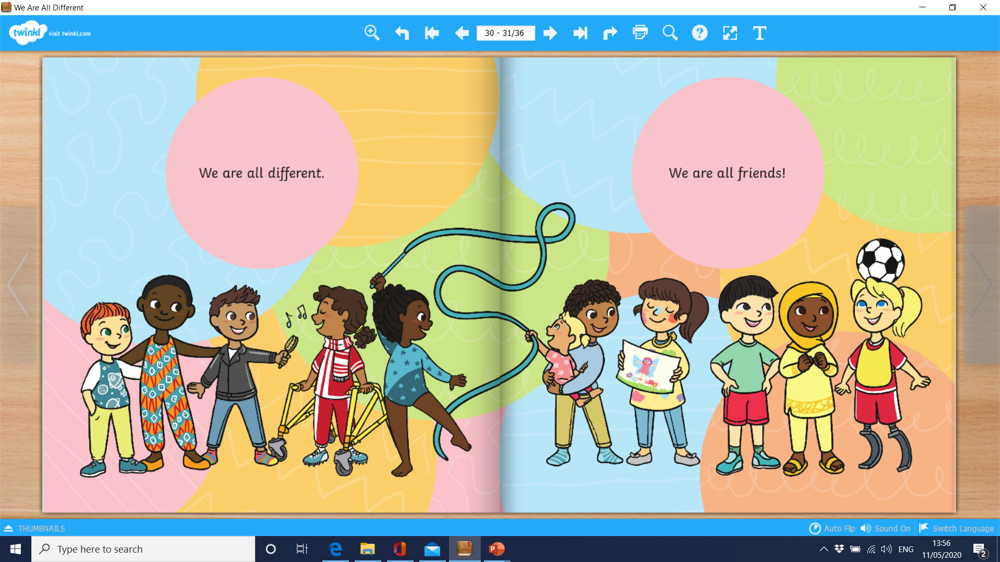 We Are All Different
twinkl visit twinkl.com
30 - 31/36
? T
We are all different.
We are all friends!
THUMBNAILS
Auto Flip Sound On Switch Language
Type here to search
ENG
13:56
11/05/2020
2